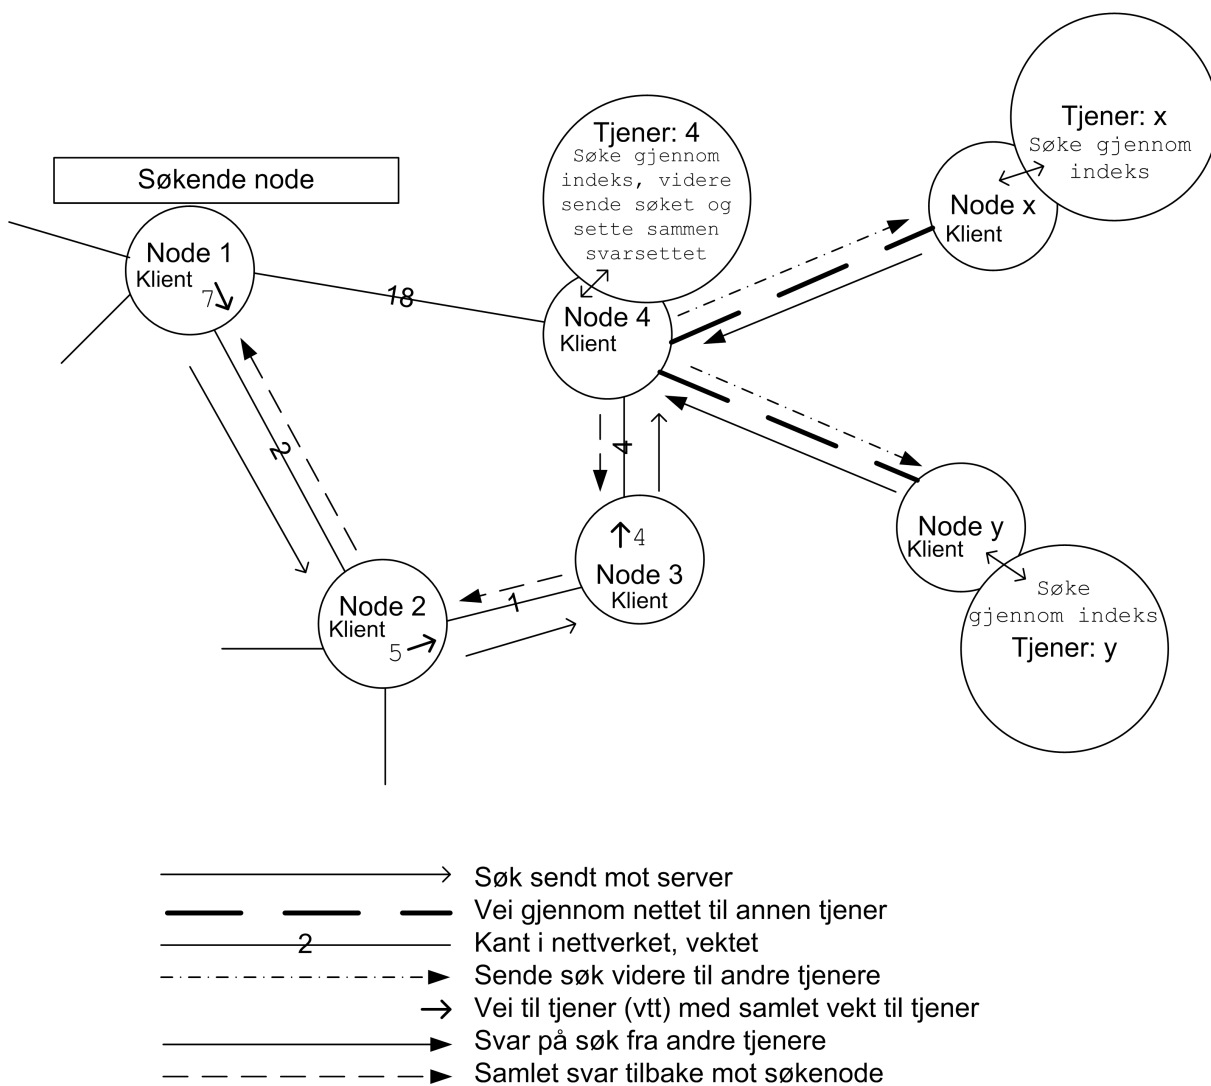 Søkende node
Node 1
Klient
7
18
2
Tjener: 4
Søke gjennom
indeks, videre
sende søket og
sette sammen
svarsettet
Node 4
Klient
4
Tjener: x
Søke gjennom
indeks
Node x
Klient
Node 2
Klient
5
1
4
Node 3
Klient
Node y
Klient
Søke
gjennom indeks
Tjener: y
Søk sendt mot server
Vei gjennom nettet til annen tjener
2
Kant i nettverket, vektet
Sende søk videre til andre tjenere
Vei til tjener (vtt) med samlet vekt til tjener
Svar på søk fra andre tjenere
Samlet svar tilbake mot søkenode